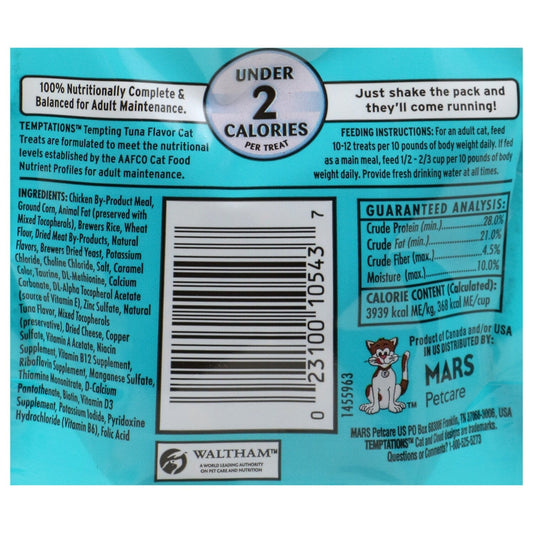 100% Nutritionally Complete &
Balanced for Adult Maintenance.
UNDER
2
CALORIES
PER TREAT
Just shake the pack and
they'll come running!
TEMPTATIONS™ Tempting Tuna Flavor Cat
Treats are formulated to meet the nutritional
levels established by the AAFCO Cat Food
Nutrient Profiles for adult maintenance.
FEEDING INSTRUCTIONS: For an adult cat, feed
10-12 treats per 10 pounds of body weight daily. If fed
as a main meal, feed 1/2 - 2/3 cup per 10 pounds of body
weight daily. Provide fresh drinking water at all times.
INGREDIENTS: Chicken By-Product Meal,
Ground Corn, Animal Fat (preserved with
Mixed Tocopherols), Brewers Rice, Wheat
Flour, Dried Meat By-Products, Natural
Flavors, Brewers Dried Yeast, Potassium
Chloride, Choline Chloride, Salt, Caramel
Color, Taurine, DL-Methionine, Calcium
Carbonate, DL-Alpha Tocopherol Acetate
(source of Vitamin E), Zinc Sulfate, Natural
Tuna Flavor, Mixed Tocopherols
(preservative), Dried Cheese, Copper
Sulfate, Vitamin A Acetate, Niacin
Supplement, Vitamin B12 Supplement,
Riboflavin Supplement, Manganese Sulfate,
Thiamine Mononitrate, D-Calcium
Pantothenate, Biotin, Vitamin D3
Supplement, Potassium Iodide, Pyridoxine
Hydrochloride (Vitamin B6), Folic Acid
0 23100 10543 7
1455963
GUARANTEED ANALYSIS:
Crude Protein (min.) 28.0%
Crude Fat (min.) 21.0%
Crude Fiber (max.) 4.5%
Moisture (max.) 10.0%
CALORIE CONTENT (Calculated):
3939 kcal ME/kg, 368 kcal ME/cup
Product of Canada and/or USA
IN US DISTRIBUTED BY:
MARS
Petcare
TM
MARS Petcare US PO Box 68300f Franklin, TN 37068-3006, USA
TEMPTATIONS™ Cat and Cloud designs are trademarks.
Questions or Comments? 1-800-525-5273
WALTHAM™
A WORLD LEADING AUTHORITY
ON PET CARE AND NUTRITION